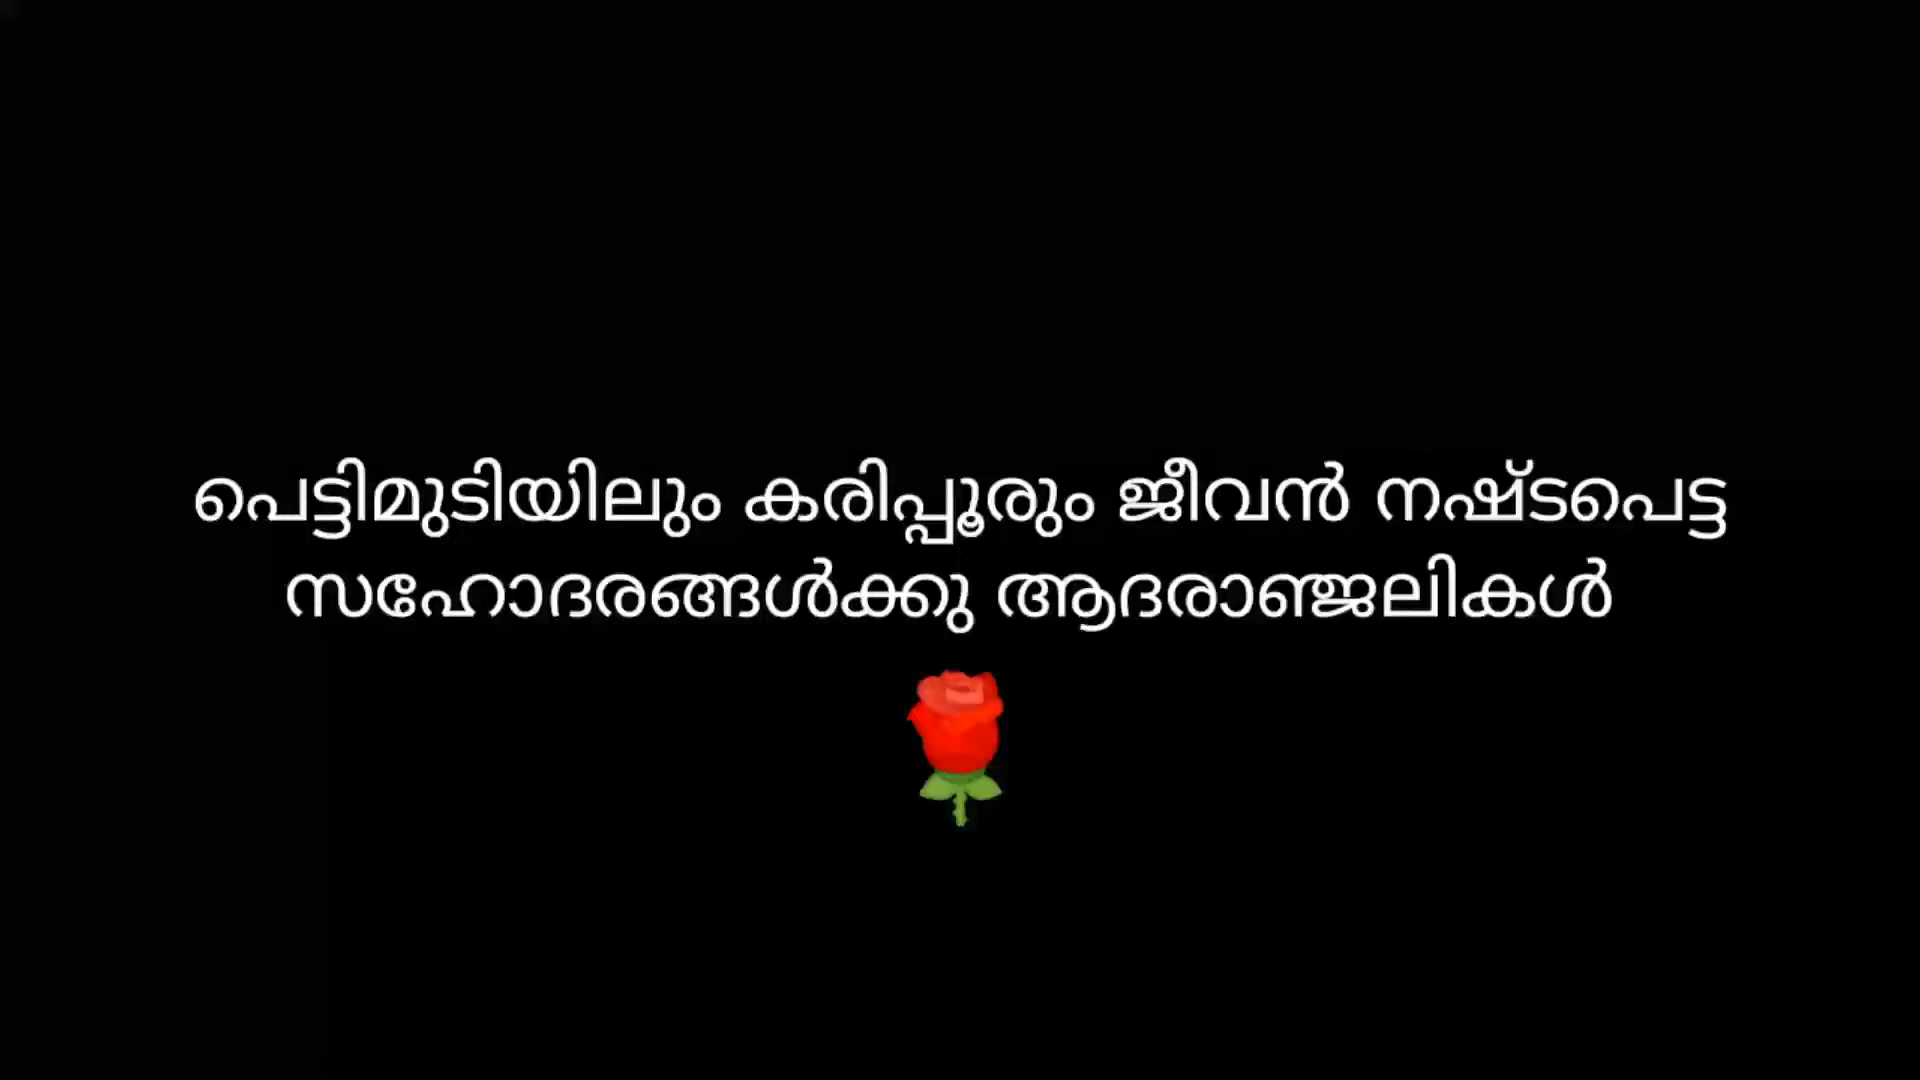 പെട്ടിമുടിയിലും കരിപ്പൂരും ജീവൻ നഷ്ടപെട്ട
സഹോദരങ്ങൾക്കു ആദരാഞ്ജലികൾ